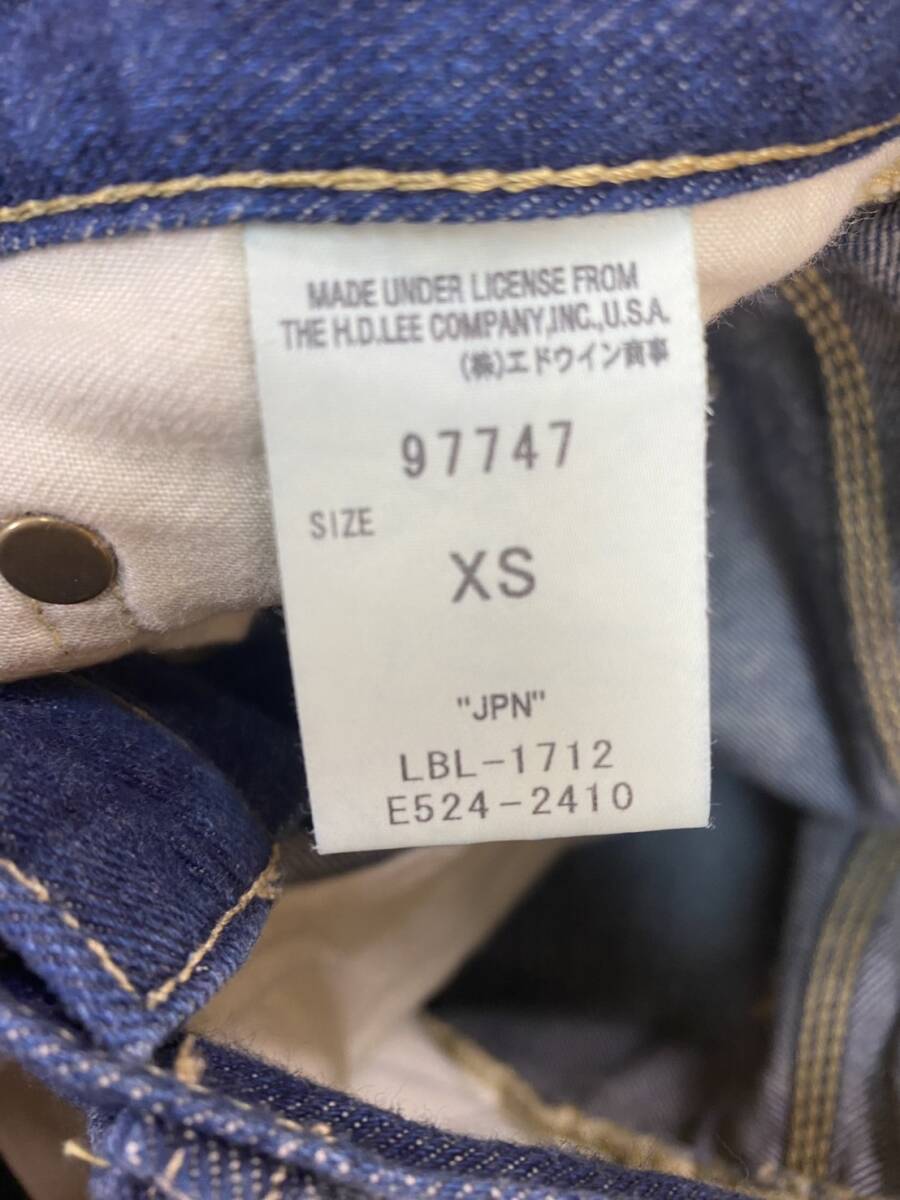 MADE UNDER LICENSE FROM
THE H.D.LEE COMPANY,INC.,U.S.A.
(株)エドウイン商事
97747
SIZE
XS
"JPN"
LBL-1712
E524-2410